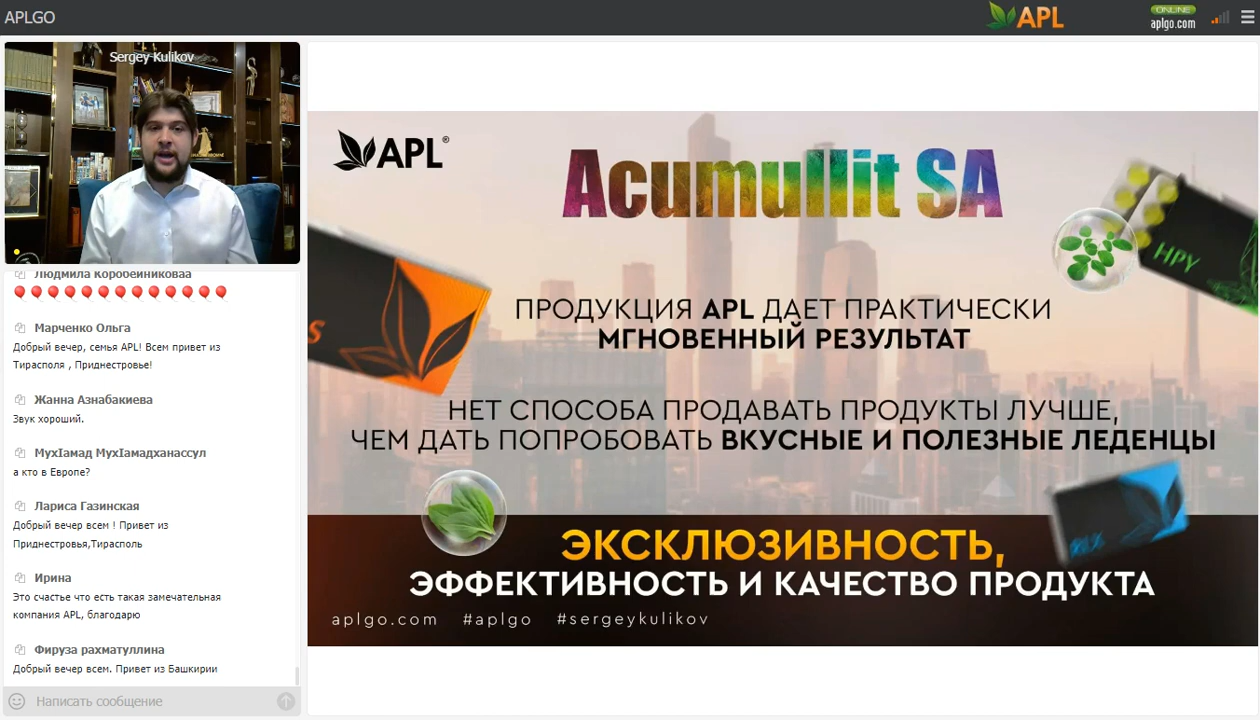 APLGO
APL
ONLINE
aplgo.com
Sergey Kulikov
Людмила Коробейниковаа
Марченко Ольга
Добрый вечер, семья APL! Всем привет из
Тирасполя , Приднестровье!
Жанна Азнабакиева
Звук хороший.
МухIамад МухIамадханассул
а кто в Европе?
Лариса Газинская
Добрый вечер всем ! Привет из
Приднестровья,Тирасполь
Ирина
Это счастье что есть такая замечательная
компания APL, благодарю
Фируза рахматуллина
Добрый вечер всем. Привет из Башкирии
Написать сообщение
APL®
Acumullit SA
HPY
S
ПРОДУКЦИЯ APL ДАЕТ ПРАКТИЧЕСКИ
МГНОВЕННЫЙ РЕЗУЛЬТАТ
НЕТ СПОСОБА ПРОДАВАТЬ ПРОДУКТЫ ЛУЧШЕ,
ЧЕМ ДАТЬ ПОПРОБОВАТЬ ВКУСНЫЕ И ПОЛЕЗНЫЕ ЛЕДЕНЦЫ
ЭКСКЛЮЗИВНОСТЬ,
ЭФФЕКТИВНОСТЬ И КАЧЕСТВО ПРОДУКТА
aplgo.com #aplgo #sergeykulikov